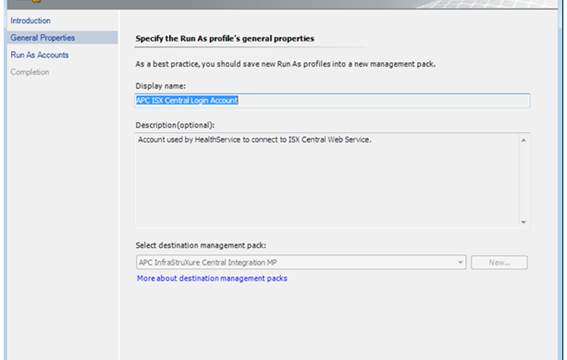 Introduction
General Properties
Run As Accounts
Completion
Specify the Run As profile's general properties
As a best practice, you should save new Run As profiles into a new management pack.
Display name:
APC ISX Central Login Account
Description(optional):
Account used by HealthService to connect to ISX Central Web Service.
Select destination management pack:
APC InfraStruXure Central Integration MP
New...
More about destination management packs